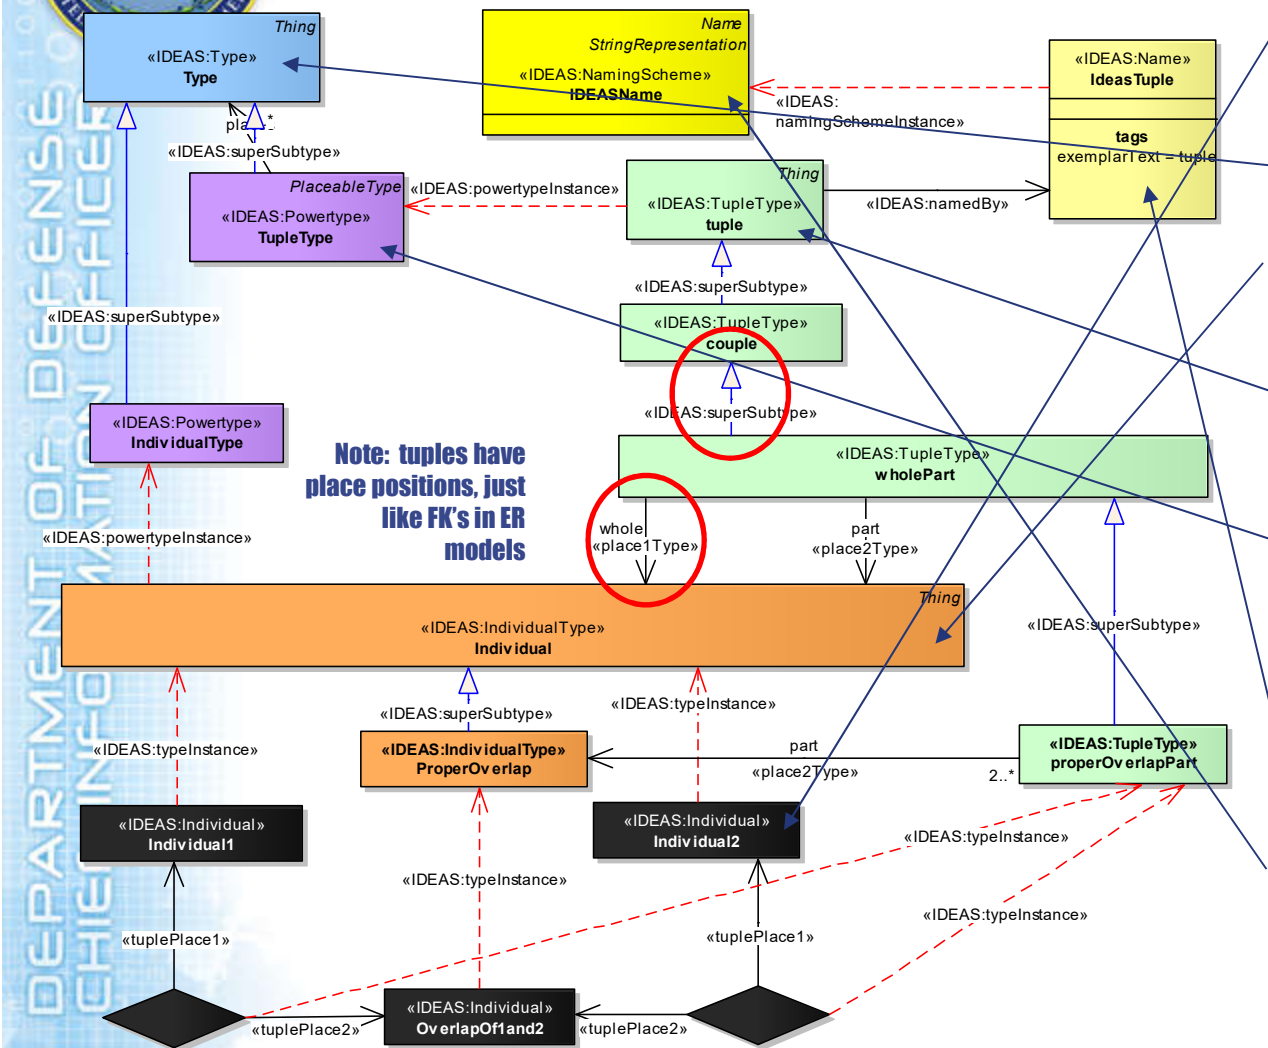 DEPARTMENT OF DEFENSE
Thing
«IDEAS:Type»
Type
Name
StringRepresentation
«IDEAS:NamingScheme»
IDEASName
«IDEAS:Name»
IdeasTuple
tags
exemplarText = tuple
«IDEAS:
namingSchemeInstance»
«IDEAS:superSubtype»
PlaceableType
«IDEAS:Powertype»
TupleType
«IDEAS:powertypeInstance»
Thing
«IDEAS:TupleType»
tuple
«IDEAS:namedBy»
«IDEAS:superSubtype»
«IDEAS:superSubtype»
«IDEAS:TupleType»
couple
«IDEAS:superSubtype»
«IDEAS:Powertype»
IndividualType
Note: tuples have
place positions, just
like FK's in ER
models
«IDEAS:TupleType»
wholePart
whole
«place1Type»
part
«place2Type»
«IDEAS:powertypeInstance»
Thing
«IDEAS:IndividualType»
Individual
«IDEAS:superSubtype»
«IDEAS:typeInstance»
«IDEAS:superSubtype»
«IDEAS:typeInstance»
«IDEAS:IndividualType»
ProperOverlap
part
«place2Type»
2..*
«IDEAS:TupleType»
properOverlapPart
«IDEAS:Individual»
Individual1
«IDEAS:Individual»
Individual2
«IDEAS:typeInstance»
«IDEAS:typeInstance»
«IDEAS:typeInstance»
«tuplePlace1»
«tuplePlace1»
«IDEAS:Individual»
OverlapOf1and2
«tuplePlace2»
«tuplePlace2»